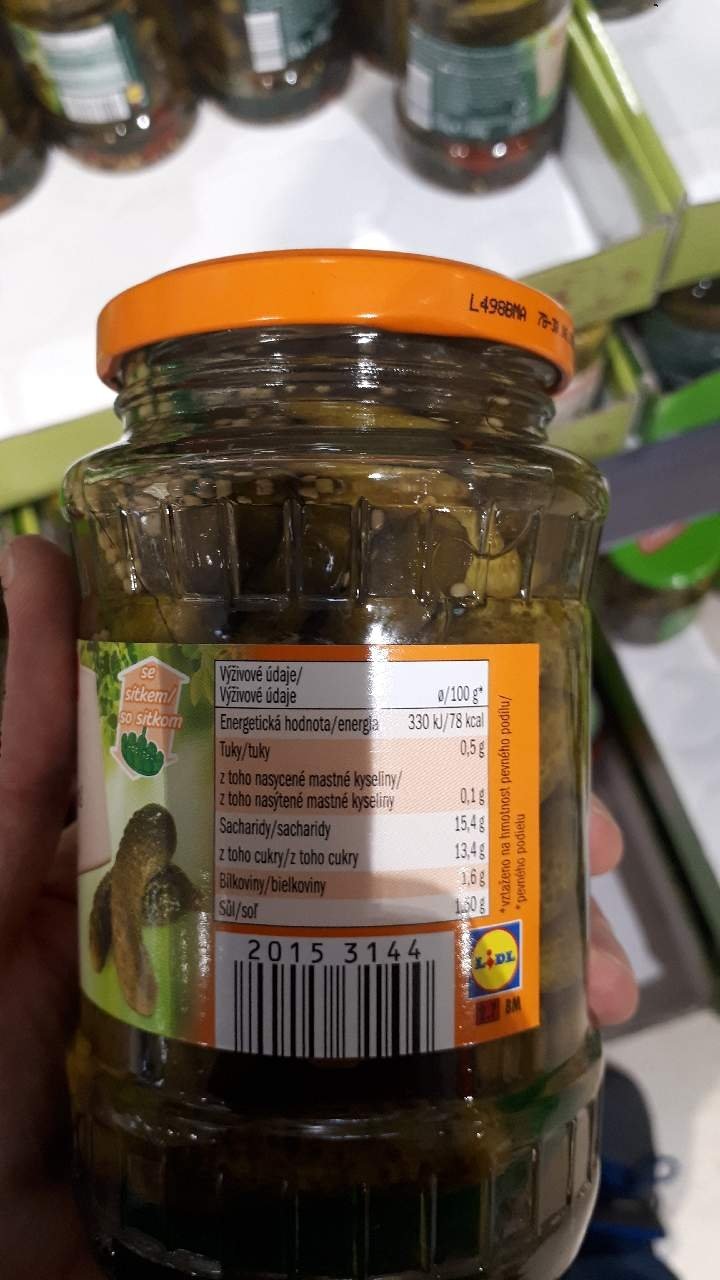 L498BMA
se
sítkem/
so sitkom
Výživové údaje/
Výživové údaje ø/100 g*
Energetická hodnota/energia 330 kJ/78 kcal
Tuky/tuky 0,5 g
z toho nasycené mastné kyseliny/
z toho nasýtené mastné kyseliny 0,1 g
Sacharidy/sacharidy 15,4 g
z toho cukry/z toho cukry 13,4 g
Bílkoviny/bielkoviny 1,6 g
Sůl/soľ 1,50 g
*vztaženo na hmotnost pevného podílu/
*pevného podielu
2015 3144
LIDL
BM